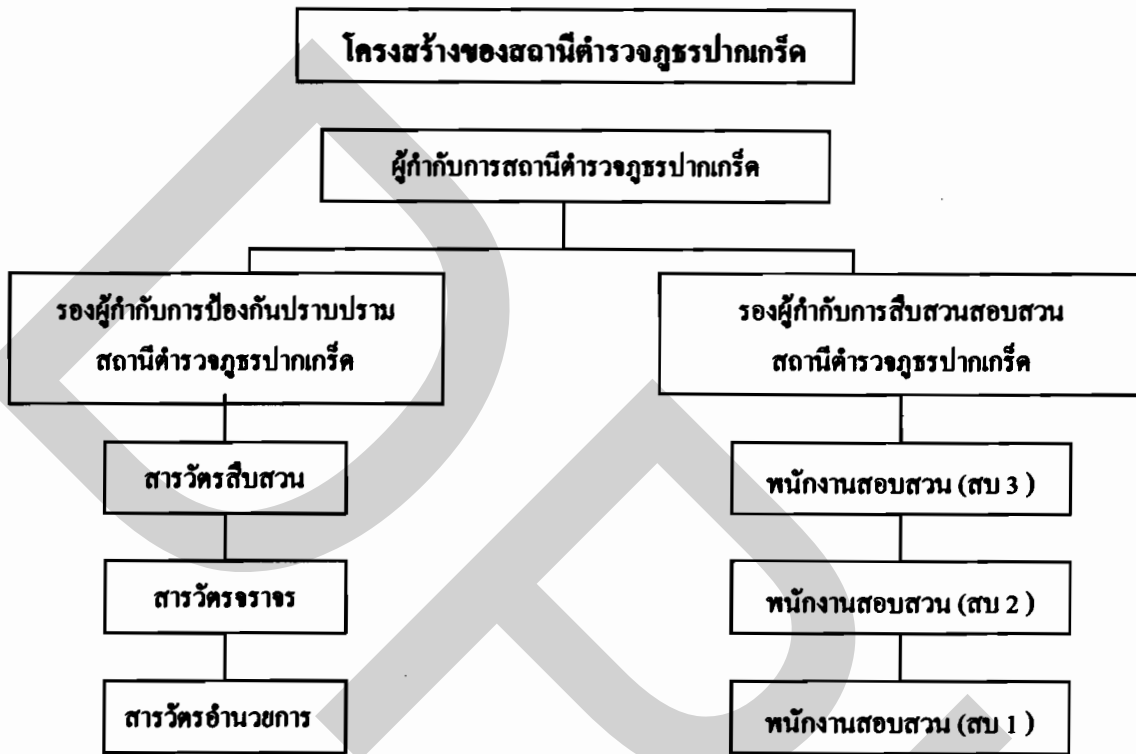 โครงสร้างของสถานีตำรวจภูธรปากเกร็ด
ผู้กำกับการสถานีตำรวจภูธรปากเกร็ด
รองผู้กำกับการป้องกันปราบปราม
สถานีตำรวจภูธรปากเกร็ด
รองผู้กำกับการสืบสวนสอบสวน
สถานีตำรวจภูธรปากเกร็ด
สารวัตรสืบสวน
พนักงานสอบสวน (สบ 3 )
สารวัตรจราจร
พนักงานสอบสวน (สบ 2 )
สารวัตรอำนวยการ
พนักงานสอบสวน (สบ 1 )